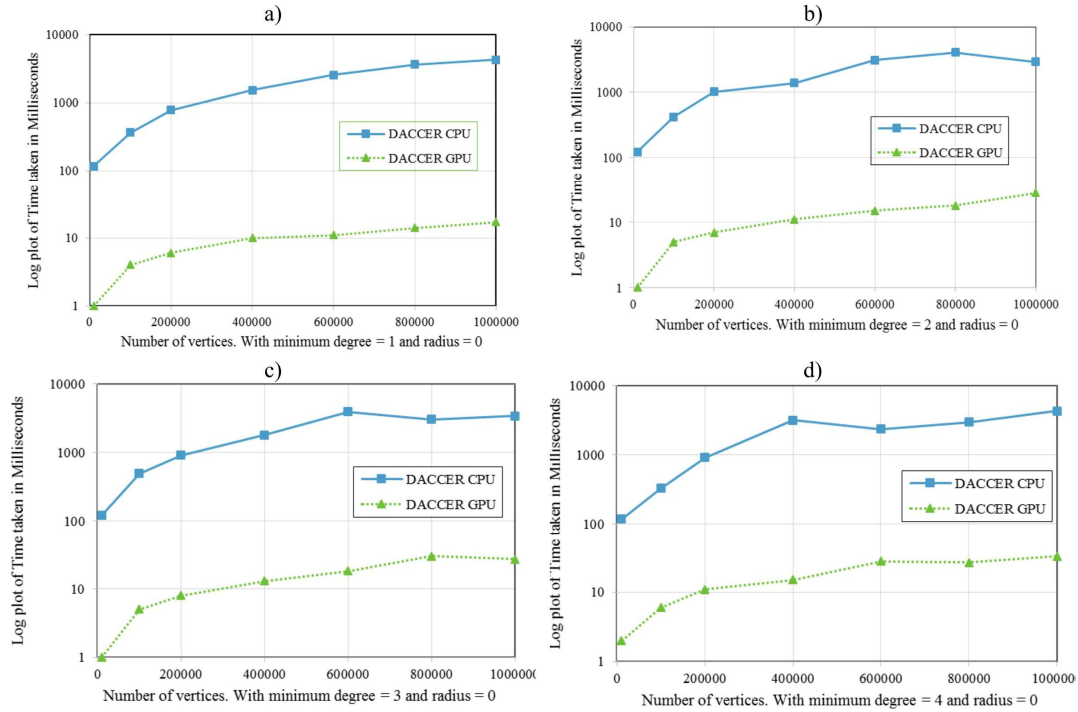 a)
10000
1000
100
10
1
Log plot of Time taken in Milliseconds
DACCER CPU
DACCER GPU
0 200000 400000 600000 800000 1000000
Number of vertices. With minimum degree = 1 and radius = 0
b)
10000
1000
100
10
1
Log plot of Time taken in Milliseconds
DACCER CPU
DACCER GPU
0 200000 400000 600000 800000 1000000
Number of vertices. With minimum degree = 2 and radius = 0
c)
10000
1000
100
10
1
Log plot of Time taken in Milliseconds
DACCER CPU
DACCER GPU
0 200000 400000 600000 800000 1000000
Number of vertices. With minimum degree = 3 and radius = 0
d)
10000
1000
100
10
1
Log plot of Time taken in Milliseconds
DACCER CPU
DACCER GPU
0 200000 400000 600000 800000 1000000
Number of vertices. With minimum degree = 4 and radius = 0